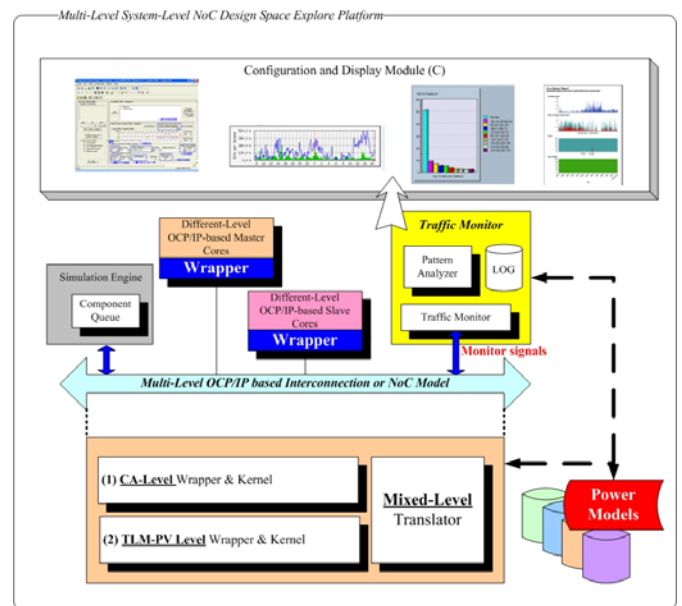 Multi-Level System-Level NoC Design Space Explore Platform
Configuration and Display Module (C)
Different-Level
OCP/IP-based Master
Cores
Wrapper
Traffic Monitor
Pattern
Analyzer
LOG
Traffic Monitor
Simulation Engine
Component
Queue
Different-Level
OCP/IP-based Slave
Cores
Wrapper
Monitor signals
Multi-Level OCP/IP based Interconnection or NoC Model
(1) CA-Level Wrapper & Kernel
(2) TLM-PV Level Wrapper & Kernel
Mixed-Level
Translator
Power
Models